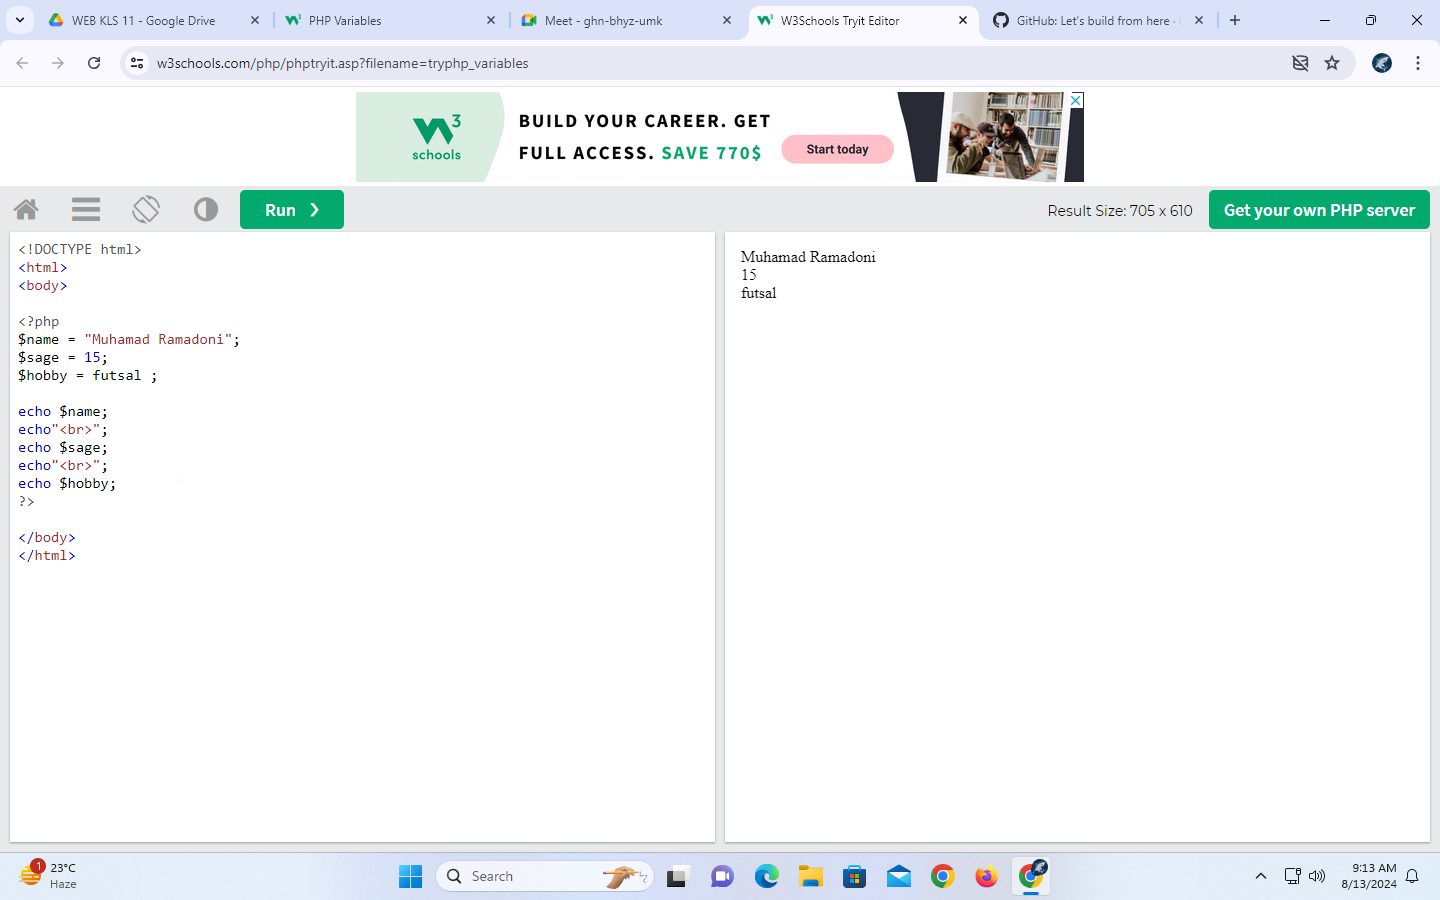 WEB KLS 11 - Google Drive
PHP Variables
Meet - ghn-bhyz-umk
W3Schools Tryit Editor
GitHub: Let's build from here ·
w3schools.com/php/phptryit.asp?filename=tryphp_variables
3
schools
BUILD YOUR CAREER. GET
FULL ACCESS. SAVE 770$
Start today
Run ❯
Result Size: 705 x 610
Get your own PHP server
<!DOCTYPE html>
<html>
<body>
<?php
$name = "Muhamad Ramadoni";
$sage = 15;
$hobby = futsal ;
echo $name;
echo"<br>";
echo $sage;
echo"<br>";
echo $hobby;
?>
</body>
</html>
Muhamad Ramadoni
15
futsal
1
23°C
Haze
Search
9:13 AM
8/13/2024